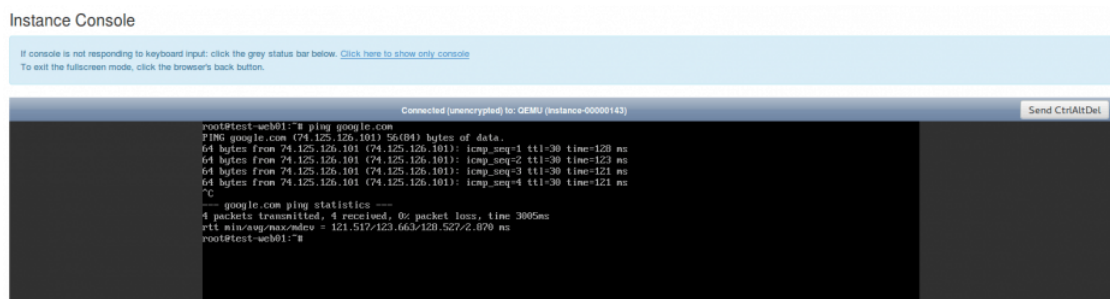 Instance Console
If console is not responding to keyboard input: click the grey status bar below. Click here to show only console
To exit the fullscreen mode, click the browser's back button.
Connected (unencrypted) to: QEMU (instance-00000143)
Send CtrlAltDel
root@test-web01:~# ping google.com
PING google.com (74.125.126.101) 56(84) bytes of data.
64 bytes from 74.125.126.101 (74.125.126.101): icmp_seq=1 ttl=30 time=128 ms
64 bytes from 74.125.126.101 (74.125.126.101): icmp_seq=2 ttl=30 time=123 ms
64 bytes from 74.125.126.101 (74.125.126.101): icmp_seq=3 ttl=30 time=121 ms
64 bytes from 74.125.126.101 (74.125.126.101): icmp_seq=4 ttl=30 time=121 ms
^C
--- google.com ping statistics ---
4 packets transmitted, 4 received, 0% packet loss, time 3005ms
rtt min/avg/max/mdev = 121.517/123.663/128.527/2.870 ms
root@test-web01:~#